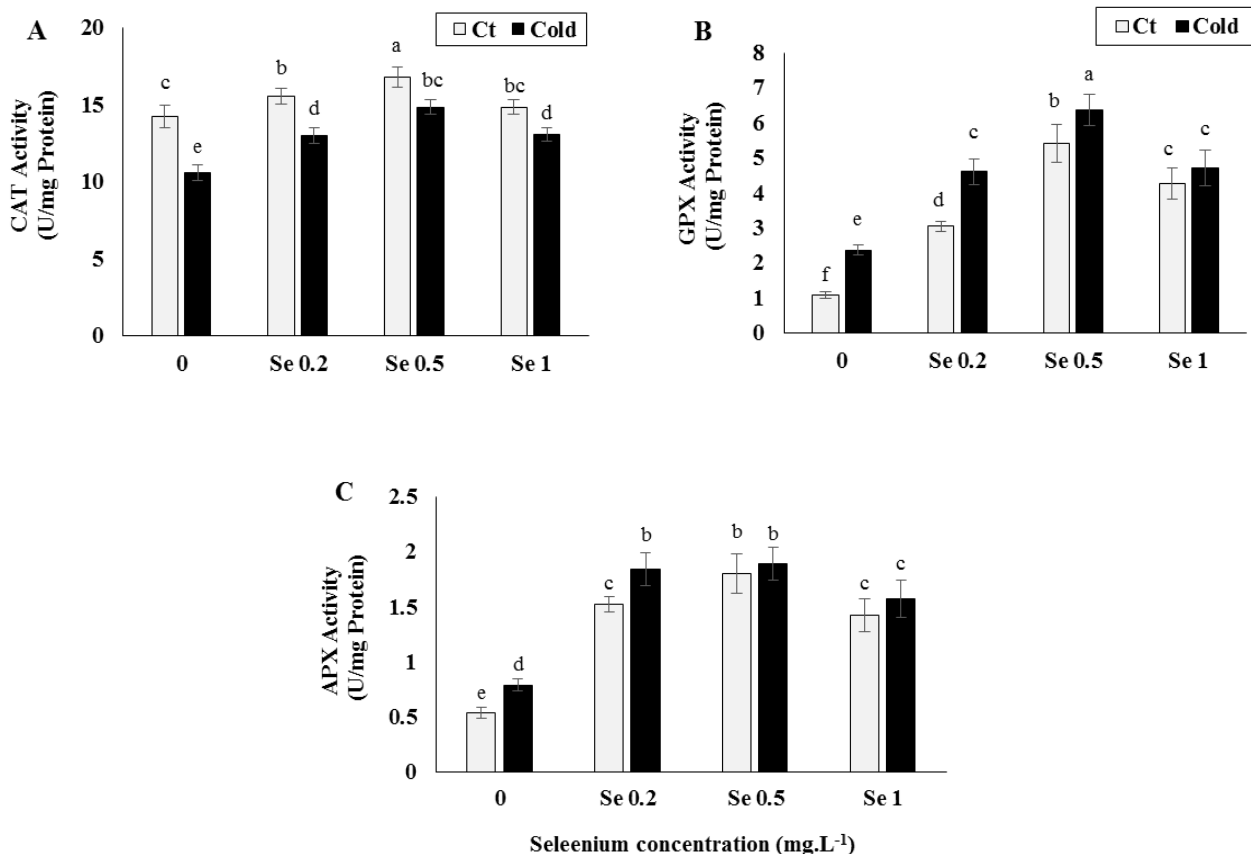 A
Ct Cold
CAT Activity
(U/mg Protein)
20
15
10
5
0
c
e
b
d
a
bc
bc
d
0 Se 0.2 Se 0.5 Se 1
B
Ct Cold
GPX Activity
(U/mg Protein)
8
7
6
5
4
3
2
1
0
f
e
d
c
b
a
c
c
0 Se 0.2 Se 0.5 Se 1
C
APX Activity
(U/mg Protein)
2.5
2
1.5
1
0.5
0
e
d
c
b
b
b
c
c
0 Se 0.2 Se 0.5 Se 1
Seleenium concentration (mg.L⁻¹)